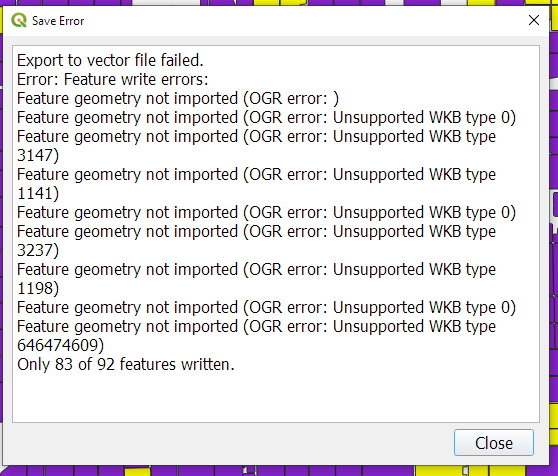 Save Error
Export to vector file failed.
Error: Feature write errors:
Feature geometry not imported (OGR error: )
Feature geometry not imported (OGR error: Unsupported WKB type 0)
Feature geometry not imported (OGR error: Unsupported WKB type
3147)
Feature geometry not imported (OGR error: Unsupported WKB type
1141)
Feature geometry not imported (OGR error: Unsupported WKB type 0)
Feature geometry not imported (OGR error: Unsupported WKB type
3237)
Feature geometry not imported (OGR error: Unsupported WKB type
1198)
Feature geometry not imported (OGR error: Unsupported WKB type 0)
Feature geometry not imported (OGR error: Unsupported WKB type
646474609)
Only 83 of 92 features written.
Close